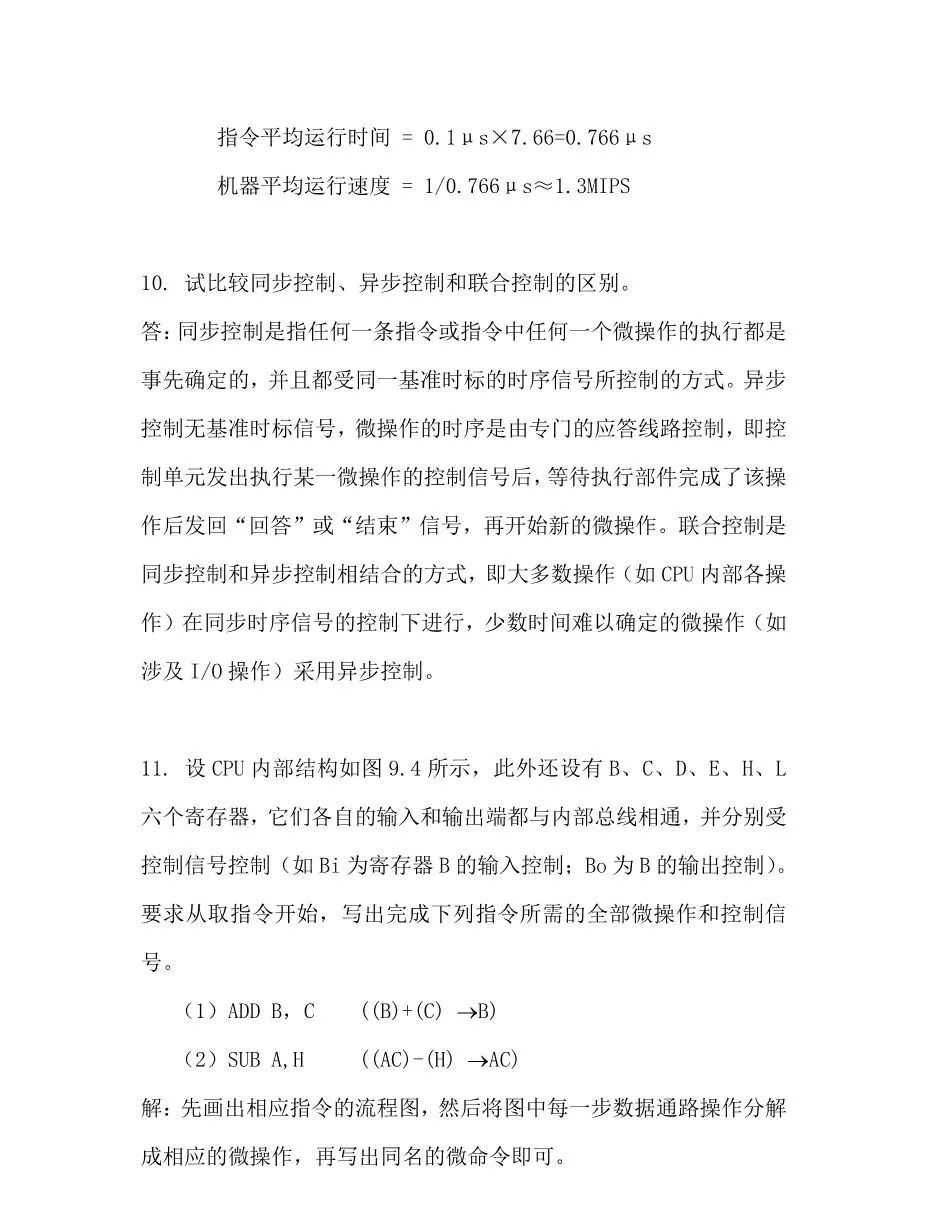 指令平均运行时间 = 0.1μs×7.66=0.766μs
机器平均运行速度 = 1/0.766μs≈1.3MIPS
10. 试比较同步控制、异步控制和联合控制的区别。
答: 同步控制是指任何一条指令或指令中任何一个微操作的执行都是
事先确定的，并且都受同一基准时标的时序信号所控制的方式。异步
控制无基准时标信号，微操作的时序是由专门的应答线路控制，即控
制单元发出执行某一微操作的控制信号后，等待执行部件完成了该操
作后发回“回答”或“结束”信号，再开始新的微操作。联合控制是
同步控制和异步控制相结合的方式，即大多数操作（如 CPU 内部各操
作）在同步时序信号的控制下进行，少数时间难以确定的微操作（如
涉及 I/O 操作）采用异步控制。
11. 设 CPU 内部结构如图 9.4 所示，此外还设有 B、C、D、E、H、L
六个寄存器，它们各自的输入和输出端都与内部总线相通，并分别受
控制信号控制（如 Bi 为寄存器 B 的输入控制；Bo 为 B 的输出控制）。
要求从取指令开始，写出完成下列指令所需的全部微操作和控制信
号。
（1）ADD B，C ((B)+(C) →B)
（2）SUB A,H ((AC)-(H) →AC)
解: 先画出相应指令的流程图，然后将图中每一步数据通路操作分解
成相应的微操作，再写出同名的微命令即可。